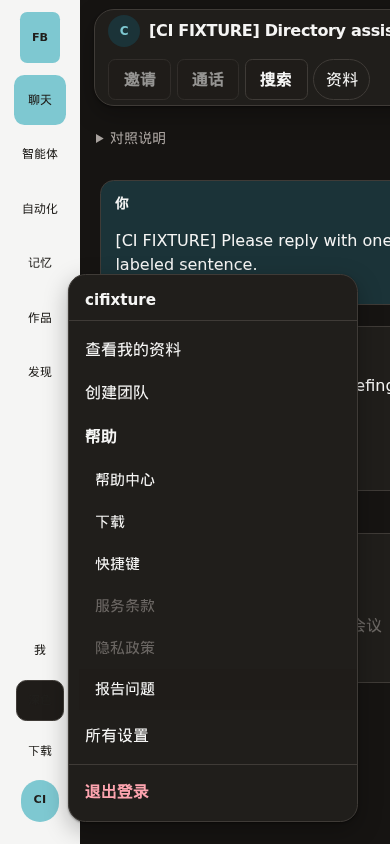 FB
聊天
智能体
自动化
记忆
作品
发现
我
下载
CI
C
[CI FIXTURE] Directory assis
邀请
通话
搜索
资料
对照说明
你
[CI FIXTURE] Please reply with one
labeled sentence.
efing
会议
cifixture
查看我的资料
创建团队
帮助
帮助中心
下载
快捷键
服务条款
隐私政策
报告问题
所有设置
退出登录